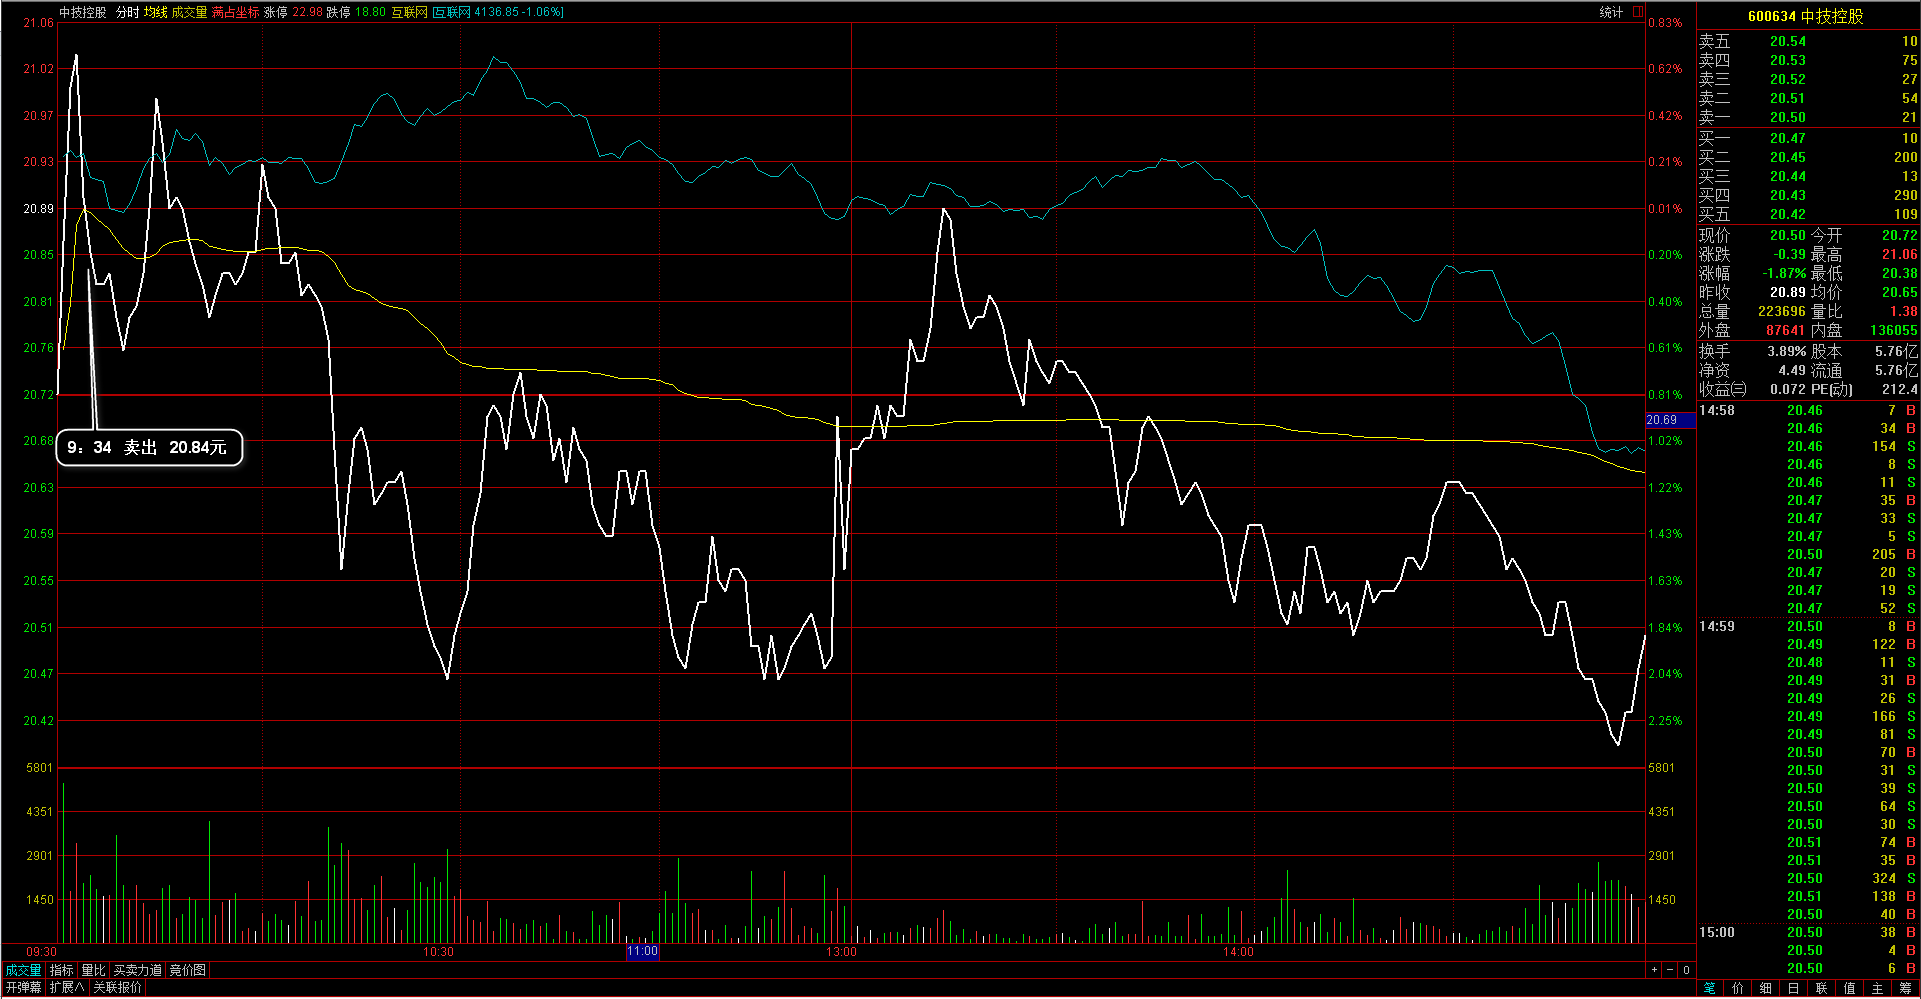 中技控股 分时 均线 成交量 满占坐标 涨停 22.98 跌停 18.80 互联网 [互联网 4136.85 -1.06%]
统计
21.06
21.02
20.97
20.93
20.89
20.85
20.81
20.76
20.72
20.68
20.63
20.59
20.55
20.51
20.47
20.42
5801
4351
2901
1450
9：34 卖出 20.84元
0.83%
0.62%
0.42%
0.21%
0.01%
0.20%
0.40%
0.61%
0.81%
20.69
1.02%
1.22%
1.43%
1.63%
1.84%
2.04%
2.25%
5801
4351
2901
1450
09:30 10:30 11:00 13:00 14:00
成交量 指标 量比 买卖力道 竞价图
+ - 0
开弹幕 扩展∧ 关联报价
600634 中技控股
卖五 20.54 10
卖四 20.53 75
卖三 20.52 27
卖二 20.51 54
卖一 20.50 21
买一 20.47 10
买二 20.45 200
买三 20.44 13
买四 20.43 290
买五 20.42 109
现价 20.50 今开 20.72
涨跌 -0.39 最高 21.06
涨幅 -1.87% 最低 20.38
昨收 20.89 均价 20.65
总量 223696 量比 1.38
外盘 87641 内盘 136055
换手 3.89% 股本 5.76亿
净资 4.49 流通 5.76亿
收益㈢ 0.072 PE(动) 212.4
14:58 20.46 7 B
20.46 34 B
20.46 154 S
20.46 8 S
20.46 11 S
20.47 35 B
20.47 33 S
20.47 5 S
20.50 205 B
20.47 20 S
20.47 19 S
20.47 52 S
14:59 20.50 8 B
20.49 122 B
20.48 11 S
20.49 31 B
20.49 26 S
20.49 166 S
20.49 81 S
20.50 70 B
20.50 31 S
20.50 39 S
20.50 64 S
20.50 30 S
20.51 74 B
20.51 35 B
20.50 324 S
20.51 138 B
20.50 40 B
15:00 20.50 38 B
20.50 4 B
20.50 6 B
笔 价 细 日 联 值 主 筹